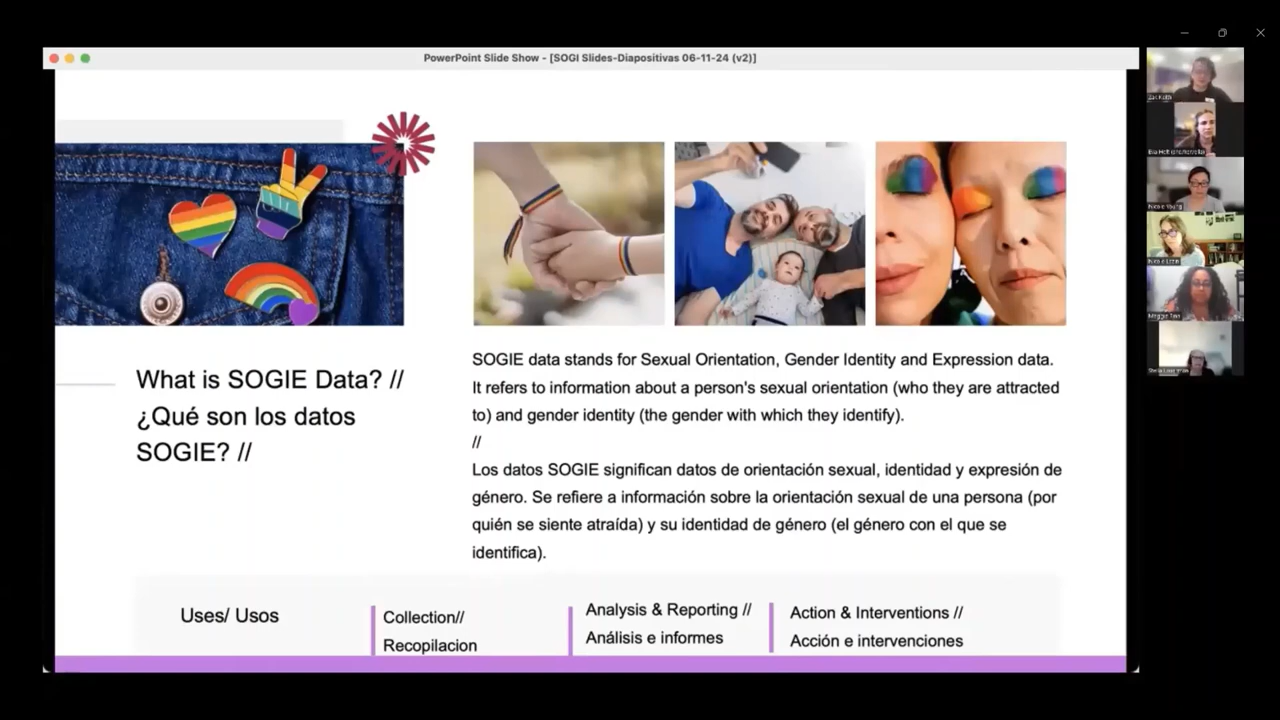 PowerPoint Slide Show - [SOGI Slides-Diapositivas 06-11-24 (v2)]
What is SOGIE Data? //
¿Qué son los datos
SOGIE? //
SOGIE data stands for Sexual Orientation, Gender Identity and Expression data.
It refers to information about a person's sexual orientation (who they are attracted
to) and gender identity (the gender with which they identify).
//
Los datos SOGIE significan datos de orientación sexual, identidad y expresión de
género. Se refiere a información sobre la orientación sexual de una persona (por
quién se siente atraída) y su identidad de género (el género con el que se
identifica).
Uses/ Usos
Collection//
Recopilacion
Analysis & Reporting //
Análisis e informes
Action & Interventions //
Acción e intervenciones
Nicole Young